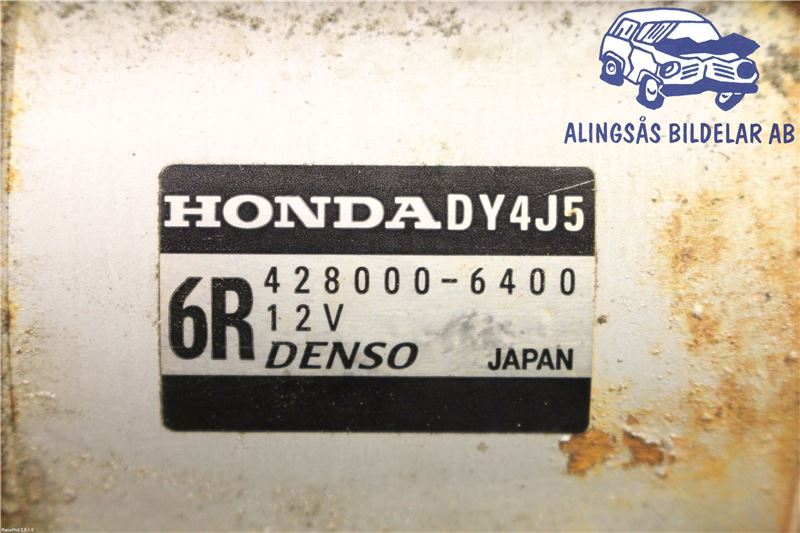 ALINGSÅS BILDELAR AB
HONDA DY4J5
6R 428000-6400
12V
DENSO JAPAN